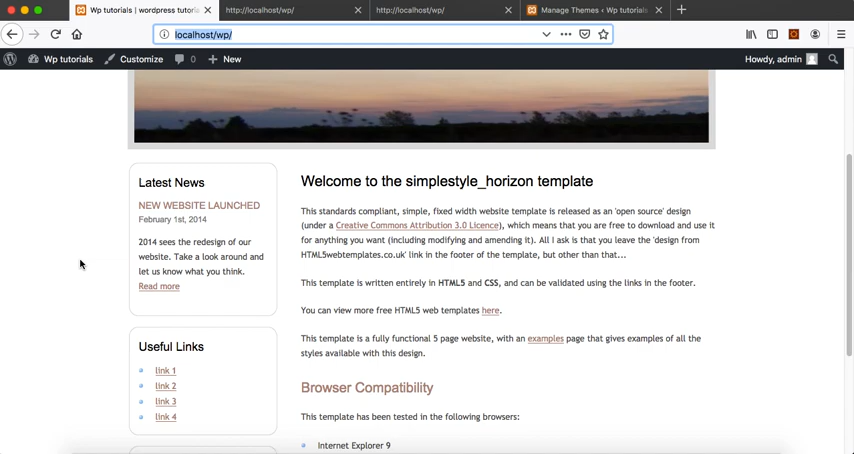 Wp tutorials | wordpress tutoria
http://localhost/wp/
http://localhost/wp/
Manage Themes ‹ Wp tutorials
localhost/wp/
Wp tutorials
Customize
0
New
Howdy, admin
Latest News
NEW WEBSITE LAUNCHED
February 1st, 2014
2014 sees the redesign of our
website. Take a look around and
let us know what you think.
Read more
Useful Links
link 1
link 2
link 3
link 4
Welcome to the simplestyle_horizon template
This standards compliant, simple, fixed width website template is released as an 'open source' design
(under a Creative Commons Attribution 3.0 Licence), which means that you are free to download and use it
for anything you want (including modifying and amending it). All I ask is that you leave the 'design from
HTML5webtemplates.co.uk' link in the footer of the template, but other than that...
This template is written entirely in HTML5 and CSS, and can be validated using the links in the footer.
You can view more free HTML5 web templates here.
This template is a fully functional 5 page website, with an examples page that gives examples of all the
styles available with this design.
Browser Compatibility
This template has been tested in the following browsers:
Internet Explorer 9